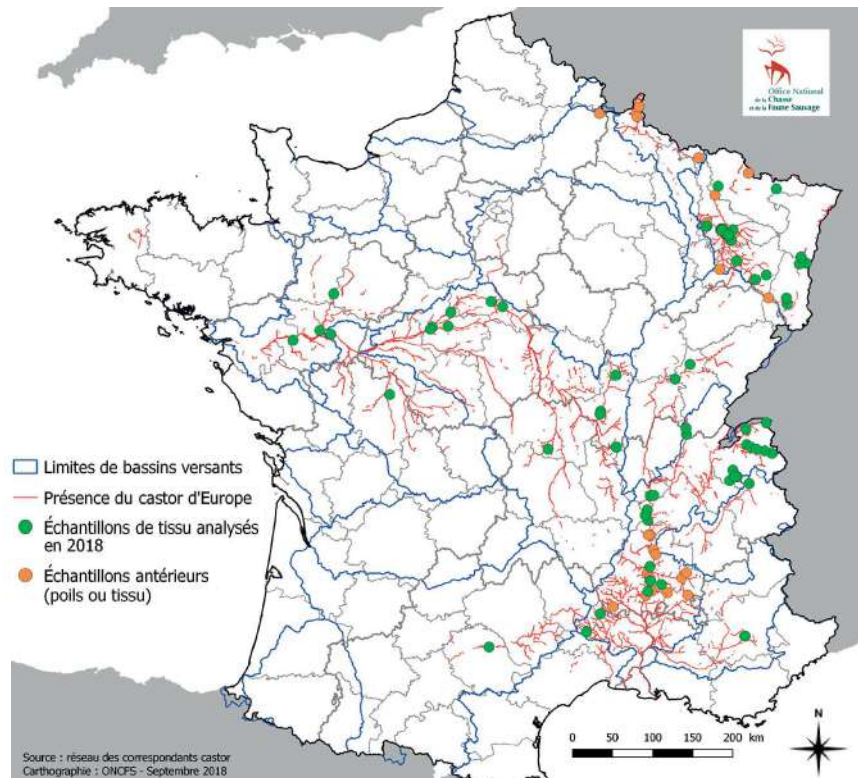 Office National
de la Chasse
et de la Faune Sauvage
Limites de bassins versants
Présence du castor d'Europe
Échantillons de tissu analysés
en 2018
Échantillons antérieurs
(poils ou tissu)
N
0 50 100 150 200 km
Source : réseau des correspondants castor
Cartographie : ONCFS - Septembre 2018